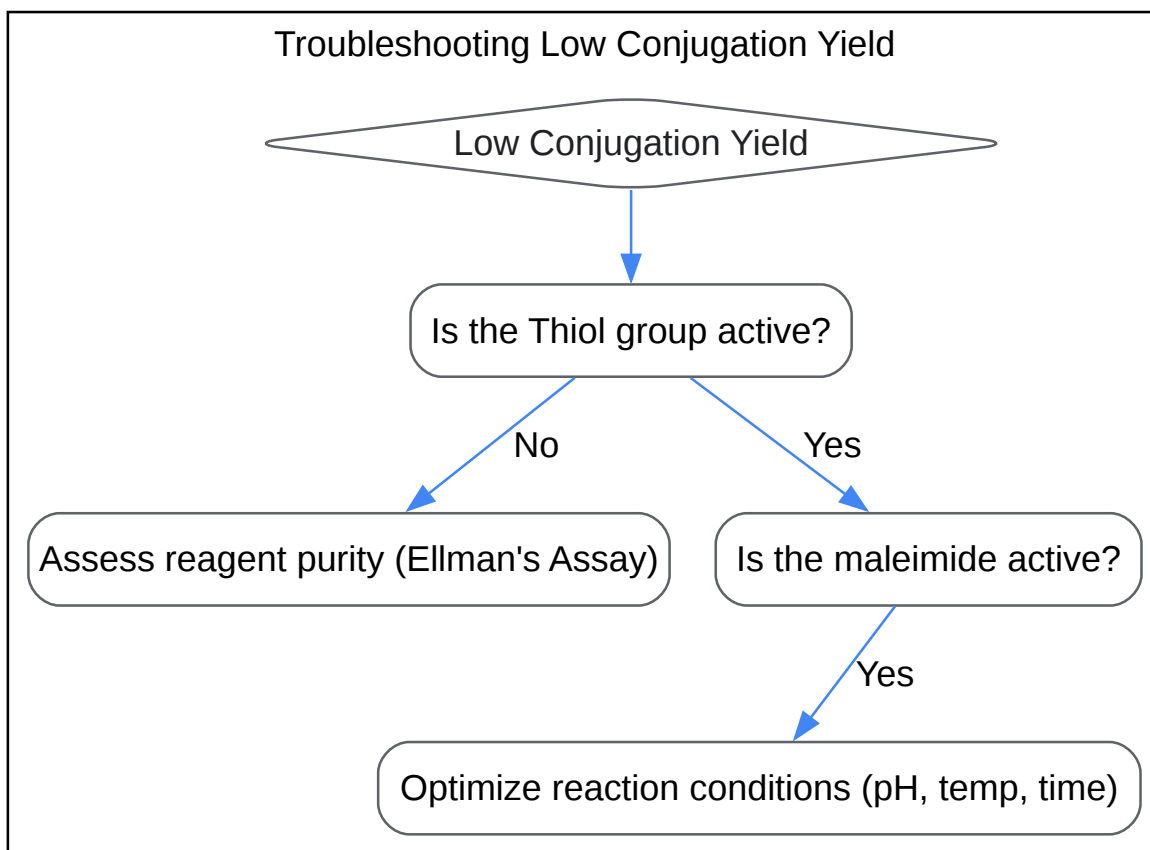 Troubleshooting Low Conjugation Yield
Low Conjugation Yield
Is the Thiol group active?
No
Yes
Assess reagent purity (Ellman's Assay)
Is the maleimide active?
Yes
Optimize reaction conditions (pH, temp, time)